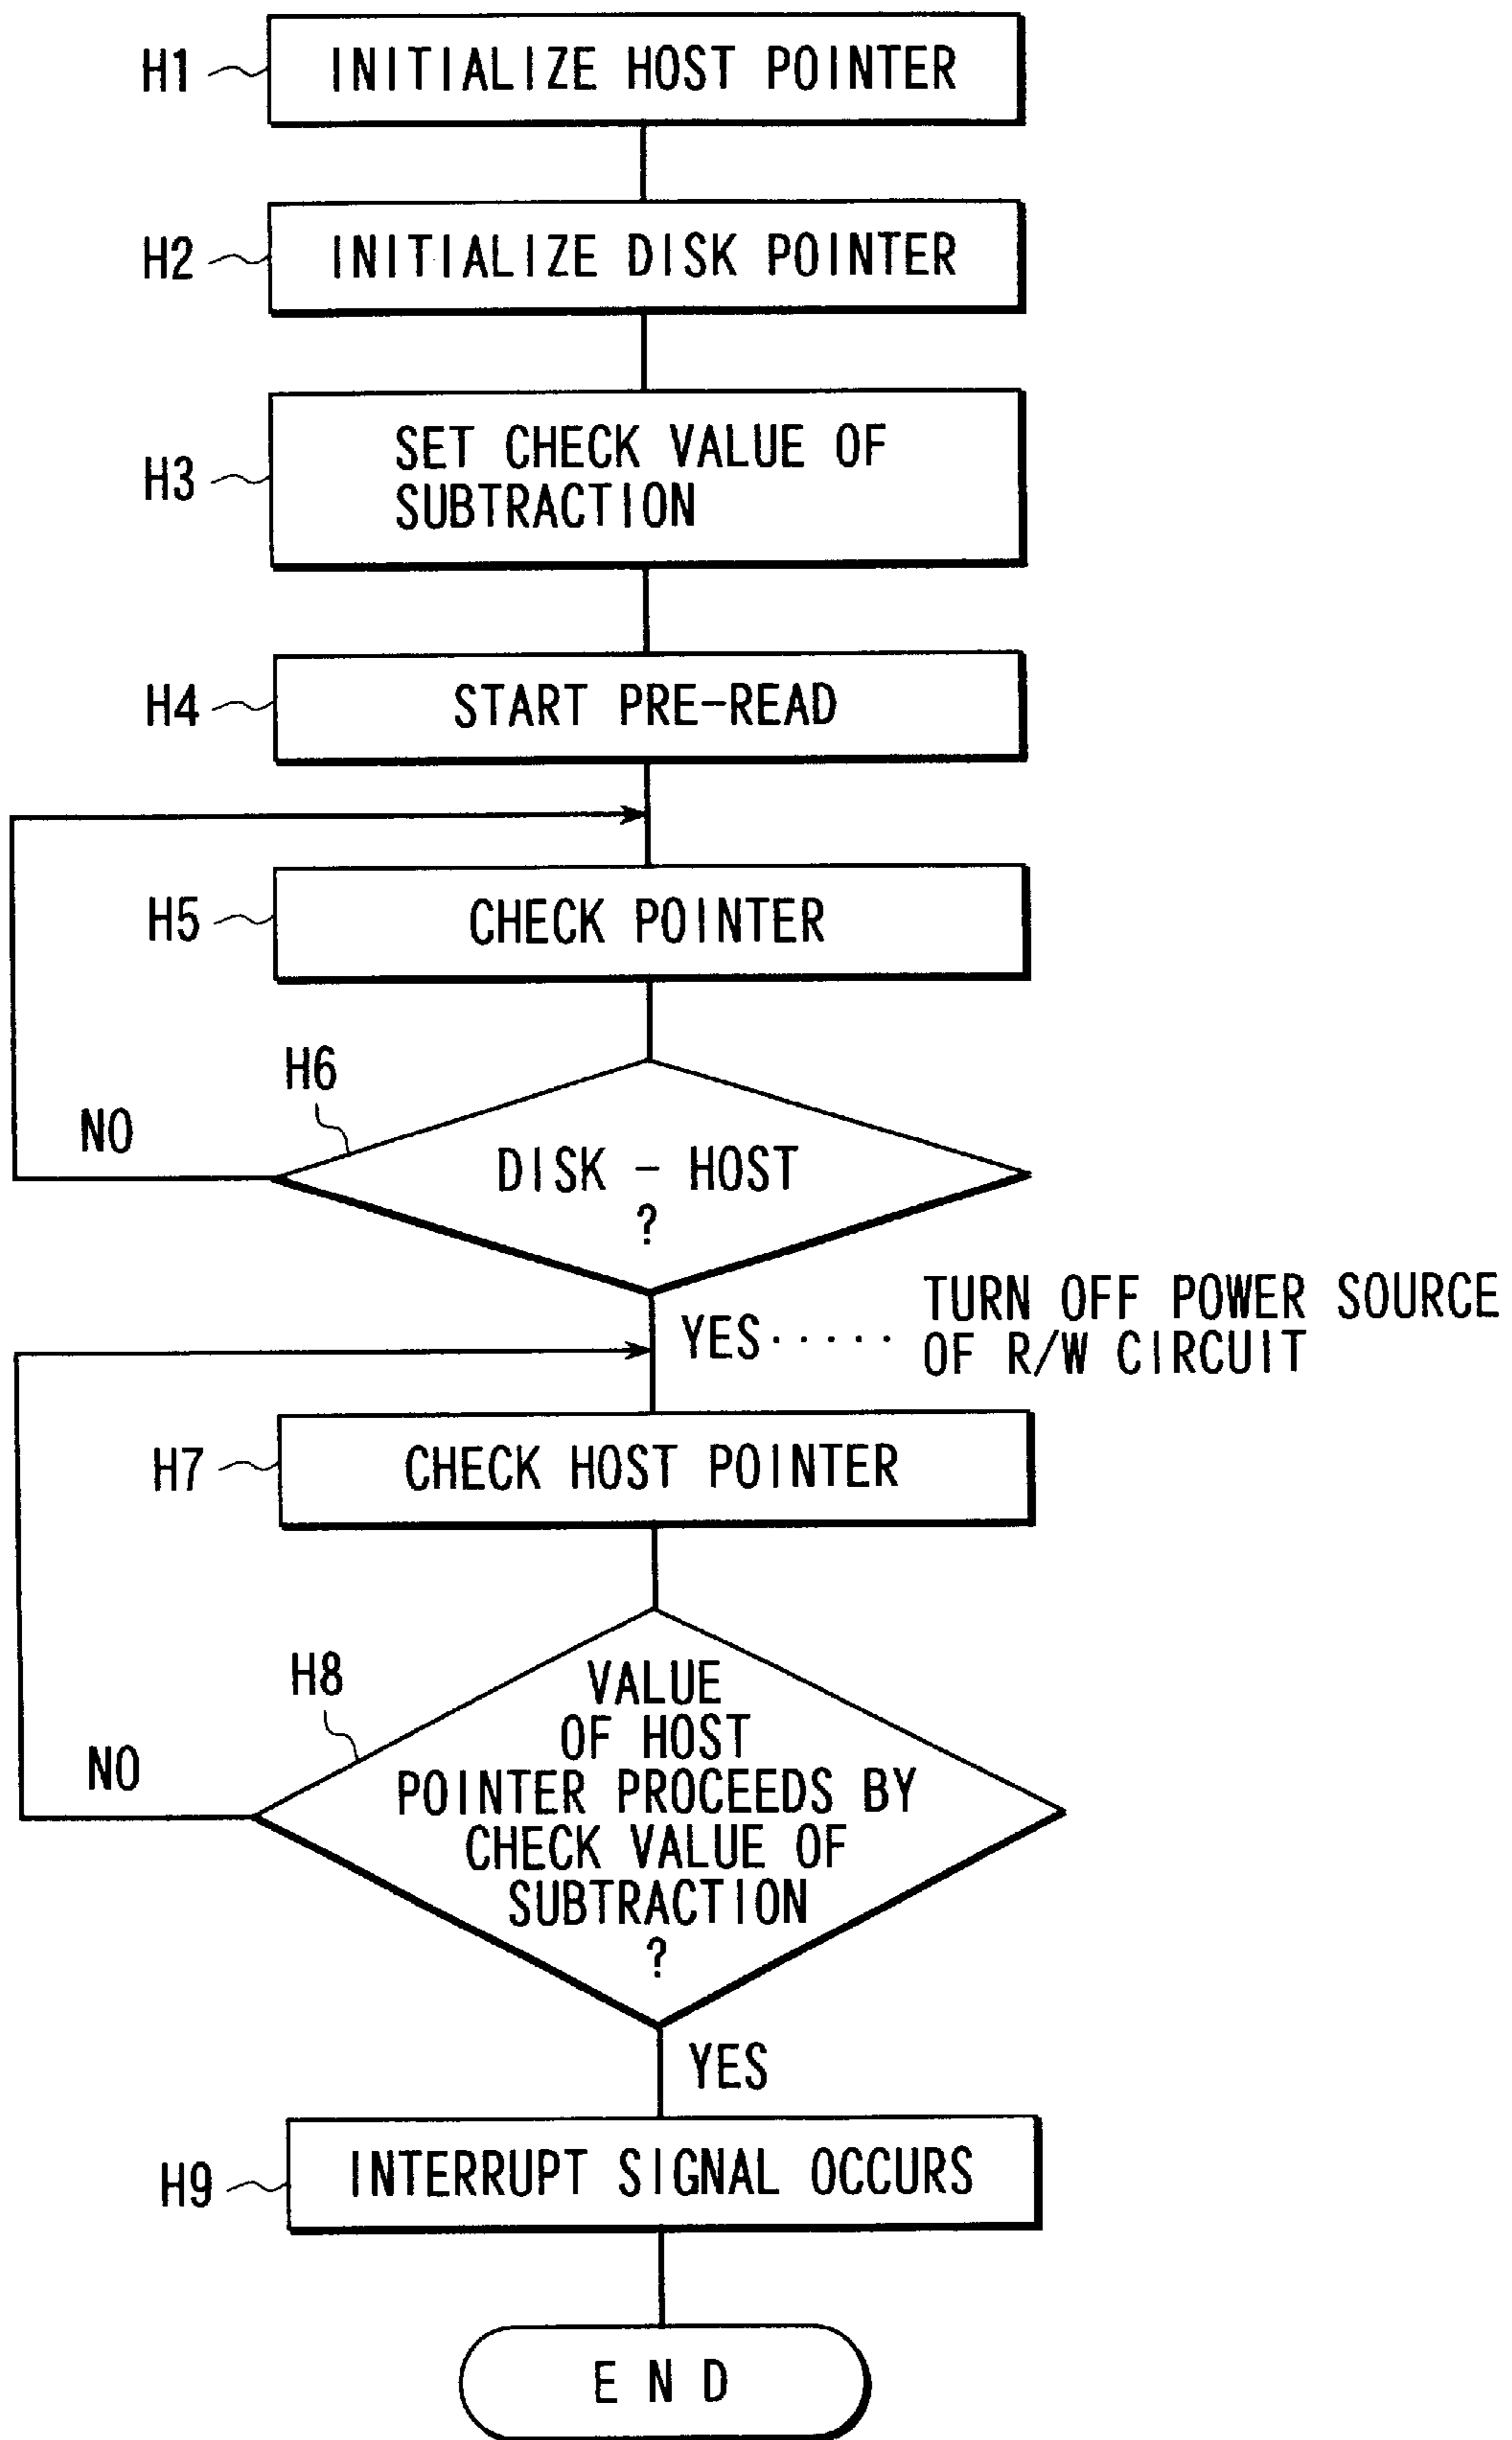 H1
INITIALIZE HOST POINTER
H2
INITIALIZE DISK POINTER
H3
SET CHECK VALUE OF
SUBTRACTION
H4
START PRE-READ
H5
CHECK POINTER
H6
NO
DISK - HOST
?
YES·····
TURN OFF POWER SOURCE
OF R/W CIRCUIT
H7
CHECK HOST POINTER
H8
NO
VALUE
OF HOST
POINTER PROCEEDS BY
CHECK VALUE OF
SUBTRACTION
?
YES
H9
INTERRUPT SIGNAL OCCURS
END